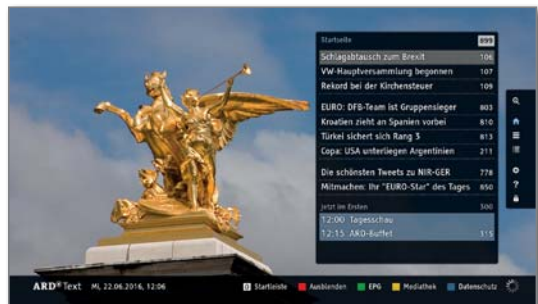 Startseite 899
Schlagabtausch zum Brexit 106
VW-Hauptversammlung begonnen 107
Rekord bei der Kirchensteuer 109
EURO: DFB-Team ist Gruppensieger 803
Kroatien zieht an Spanien vorbei 810
Türkei sichert sich Rang 3 813
Copa: USA unterliegen Argentinien 211
Die schönsten Tweets zu NIR-GER 778
Mitmachen: Ihr "EURO-Star" des Tages 850
Jetzt im Ersten 300
12:00 Tagesschau
12:15 ARD-Buffet 315
?
ARD Text Mi, 22.06.2016, 12:06 0 Startleiste Ausblenden EPG Mediathek Datenschutz